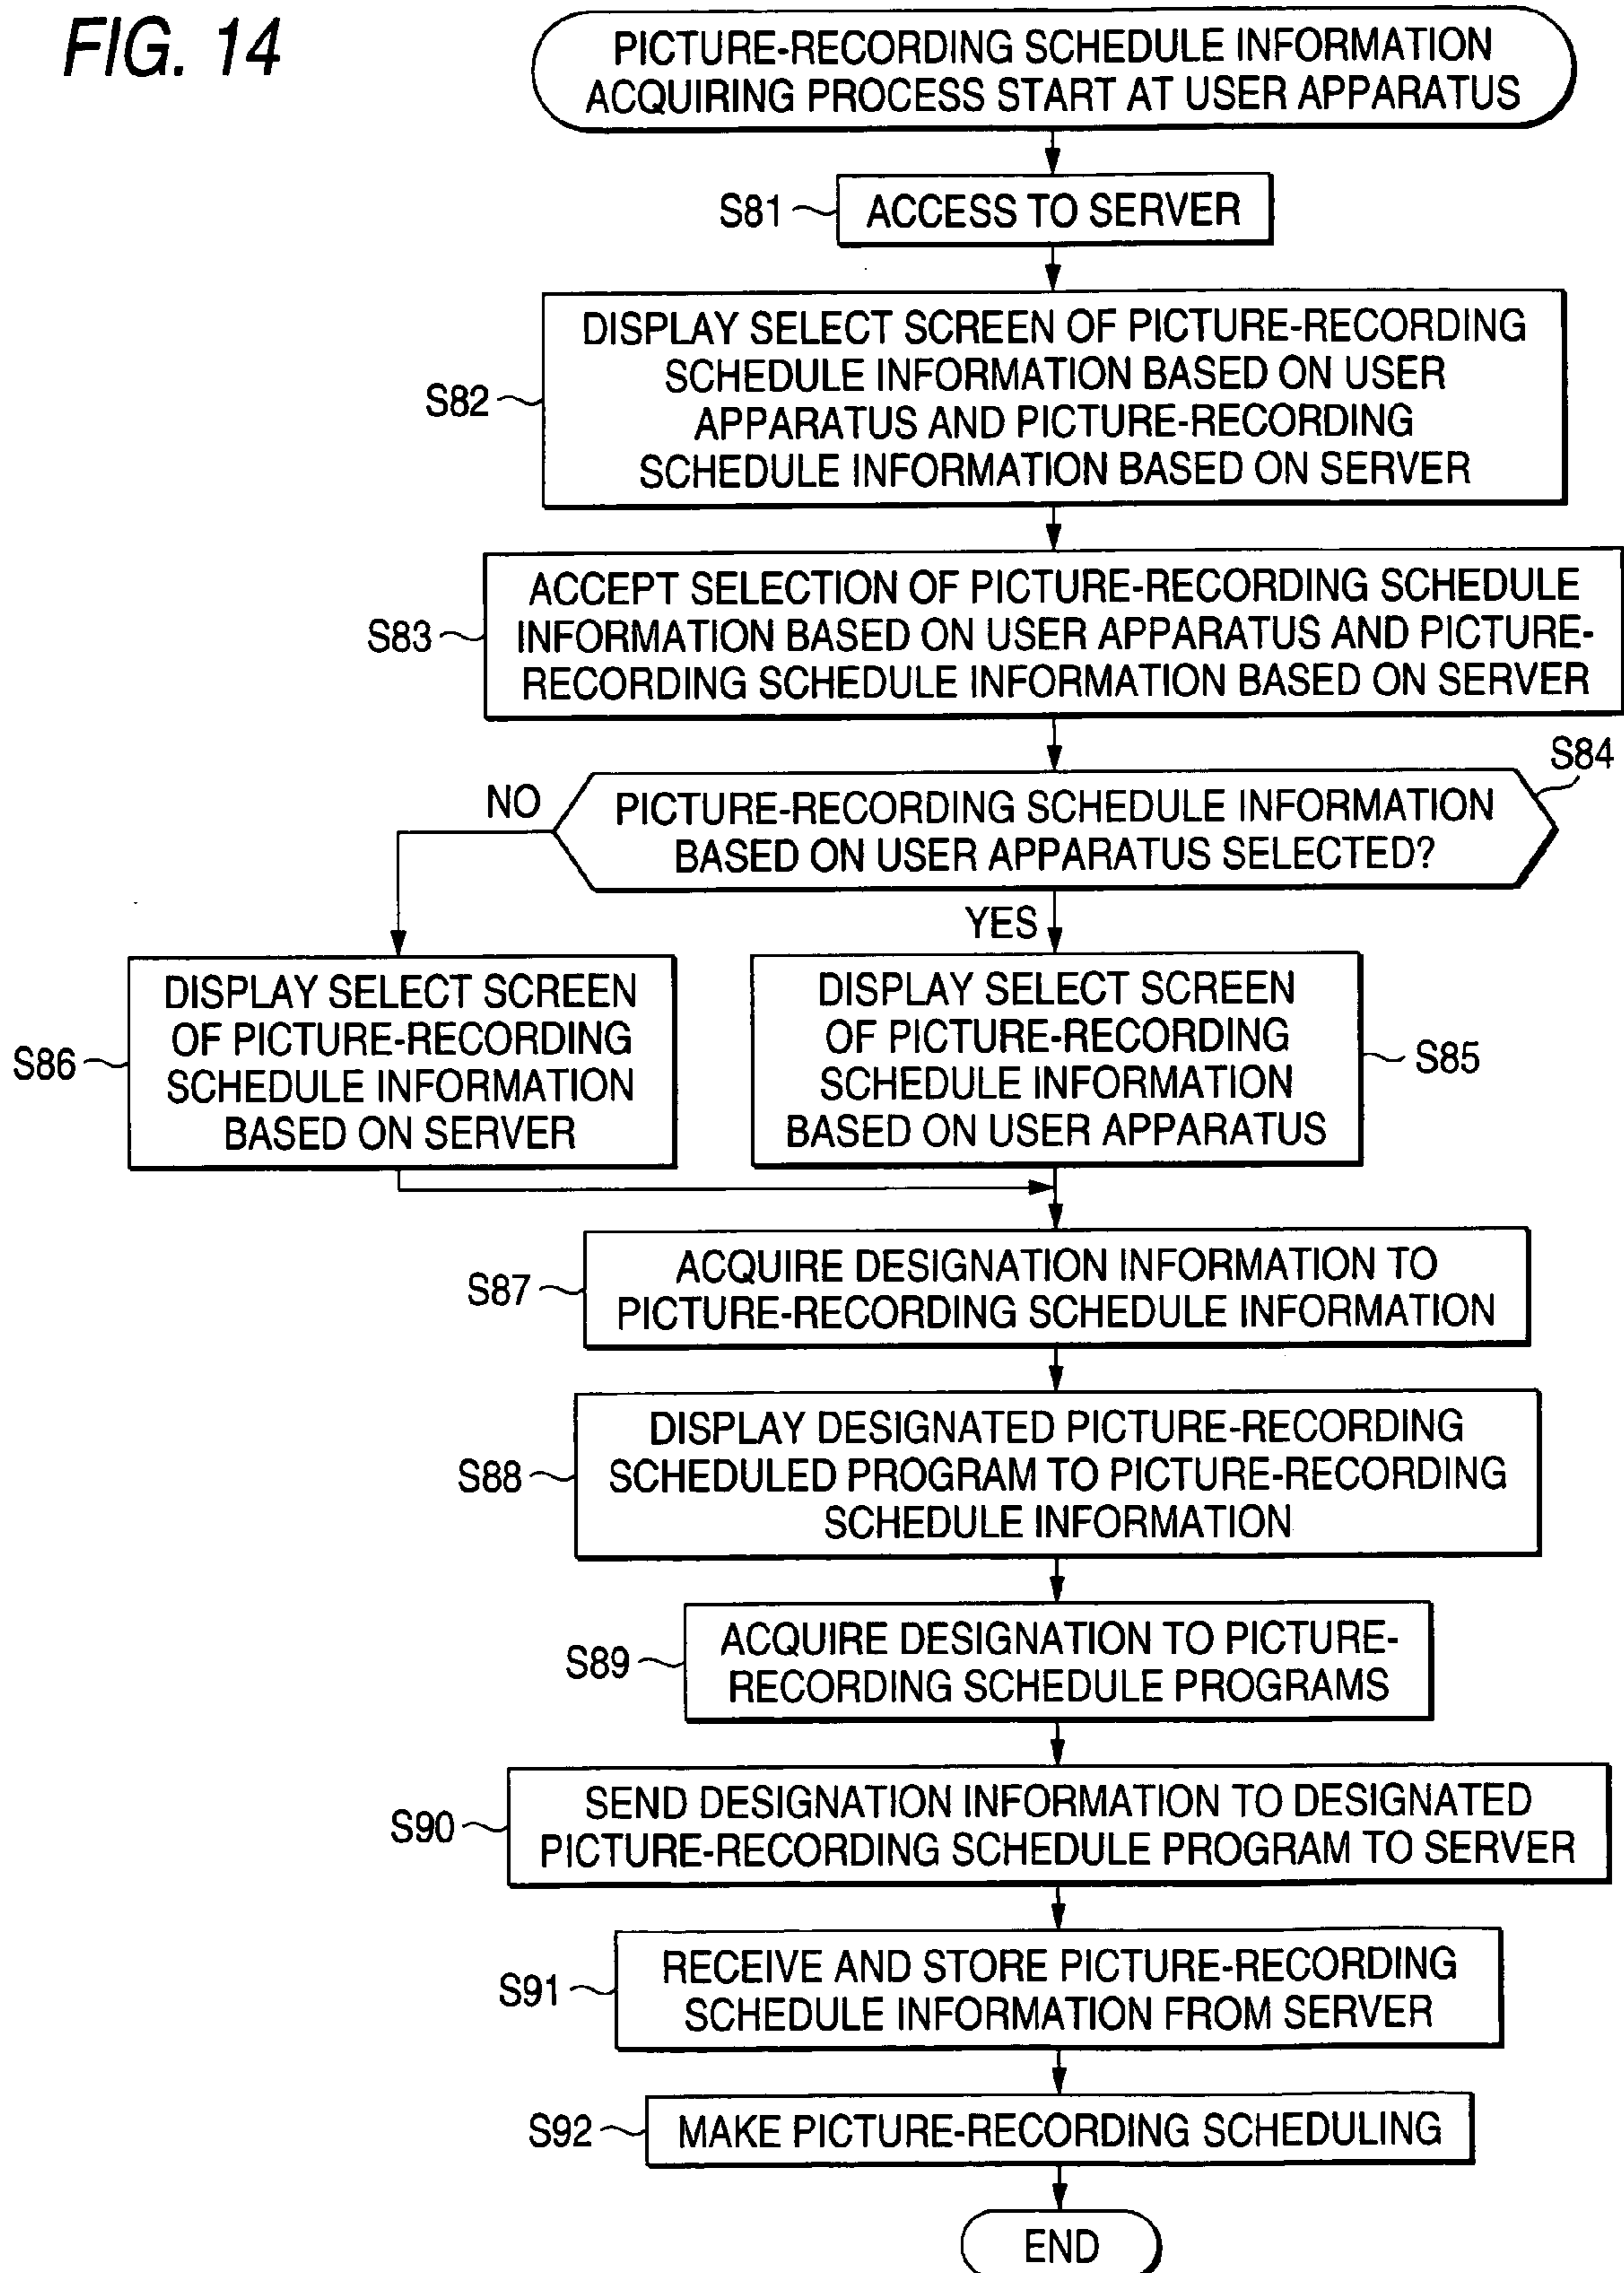 FIG. 14
PICTURE-RECORDING SCHEDULE INFORMATION
ACQUIRING PROCESS START AT USER APPARATUS
S81
ACCESS TO SERVER
S82
DISPLAY SELECT SCREEN OF PICTURE-RECORDING
SCHEDULE INFORMATION BASED ON USER
APPARATUS AND PICTURE-RECORDING
SCHEDULE INFORMATION BASED ON SERVER
S83
ACCEPT SELECTION OF PICTURE-RECORDING SCHEDULE
INFORMATION BASED ON USER APPARATUS AND PICTURE-
RECORDING SCHEDULE INFORMATION BASED ON SERVER
S84
NO
PICTURE-RECORDING SCHEDULE INFORMATION
BASED ON USER APPARATUS SELECTED?
YES
S86
DISPLAY SELECT SCREEN
OF PICTURE-RECORDING
SCHEDULE INFORMATION
BASED ON SERVER
DISPLAY SELECT SCREEN
OF PICTURE-RECORDING
SCHEDULE INFORMATION
BASED ON USER APPARATUS
S85
S87
ACQUIRE DESIGNATION INFORMATION TO
PICTURE-RECORDING SCHEDULE INFORMATION
S88
DISPLAY DESIGNATED PICTURE-RECORDING
SCHEDULED PROGRAM TO PICTURE-RECORDING
SCHEDULE INFORMATION
S89
ACQUIRE DESIGNATION TO PICTURE-
RECORDING SCHEDULE PROGRAMS
S90
SEND DESIGNATION INFORMATION TO DESIGNATED
PICTURE-RECORDING SCHEDULE PROGRAM TO SERVER
S91
RECEIVE AND STORE PICTURE-RECORDING
SCHEDULE INFORMATION FROM SERVER
S92
MAKE PICTURE-RECORDING SCHEDULING
END